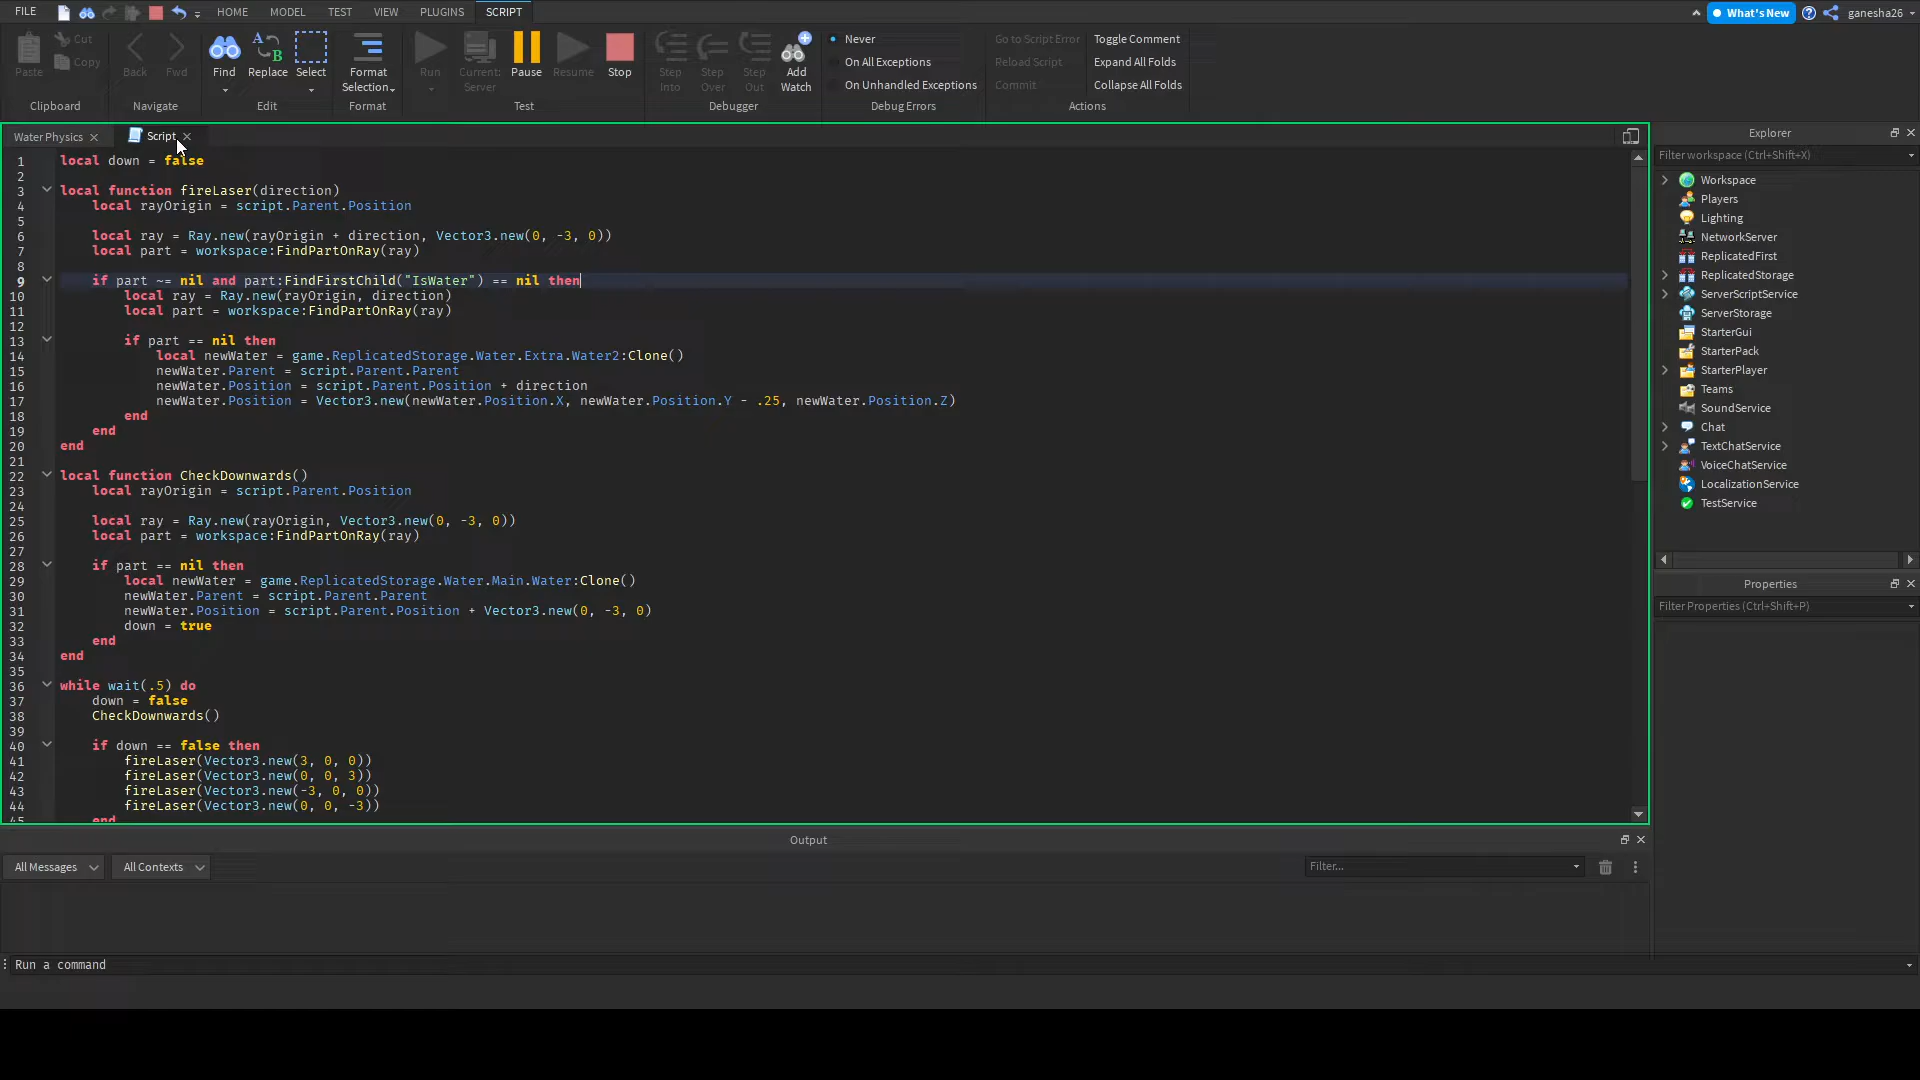 FILE HOME MODEL TEST VIEW PLUGINS SCRIPT What's New ganesha26
Paste Cut Copy
Clipboard
Back Fwd
Navigate
Find Replace Select
Edit
Format Selection
Format
Run Current: Server Pause Resume Stop
Test
Step Into Step Over Step Out Add Watch
Debugger
Never
On All Exceptions
On Unhandled Exceptions
Debug Errors
Go to Script Error Toggle Comment
Reload Script Expand All Folds
Commit Collapse All Folds
Actions
Water Physics Script
1 local down = false
2
3 local function fireLaser(direction)
4 local rayOrigin = script.Parent.Position
5
6 local ray = Ray.new(rayOrigin + direction, Vector3.new(0, -3, 0))
7 local part = workspace:FindPartOnRay(ray)
8
9 if part ~= nil and part:FindFirstChild("IsWater") == nil then
10 local ray = Ray.new(rayOrigin, direction)
11 local part = workspace:FindPartOnRay(ray)
12
13 if part == nil then
14 local newWater = game.ReplicatedStorage.Water.Extra.Water2:Clone()
15 newWater.Parent = script.Parent.Parent
16 newWater.Position = script.Parent.Position + direction
17 newWater.Position = Vector3.new(newWater.Position.X, newWater.Position.Y - .25, newWater.Position.Z)
18 end
19 end
20 end
21
22 local function CheckDownwards()
23 local rayOrigin = script.Parent.Position
24
25 local ray = Ray.new(rayOrigin, Vector3.new(0, -3, 0))
26 local part = workspace:FindPartOnRay(ray)
27
28 if part == nil then
29 local newWater = game.ReplicatedStorage.Water.Main.Water:Clone()
30 newWater.Parent = script.Parent.Parent
31 newWater.Position = script.Parent.Position + Vector3.new(0, -3, 0)
32 down = true
33 end
34 end
35
36 while wait(.5) do
37 down = false
38 CheckDownwards()
39
40 if down == false then
41 fireLaser(Vector3.new(3, 0, 0))
42 fireLaser(Vector3.new(0, 0, 3))
43 fireLaser(Vector3.new(-3, 0, 0))
44 fireLaser(Vector3.new(0, 0, -3))
45 end
Explorer
Filter workspace (Ctrl+Shift+X)
Workspace
Players
Lighting
NetworkServer
ReplicatedFirst
ReplicatedStorage
ServerScriptService
ServerStorage
StarterGui
StarterPack
StarterPlayer
Teams
SoundService
Chat
TextChatService
VoiceChatService
LocalizationService
TestService
Properties
Filter Properties (Ctrl+Shift+P)
Output
All Messages All Contexts Filter...
Run a command